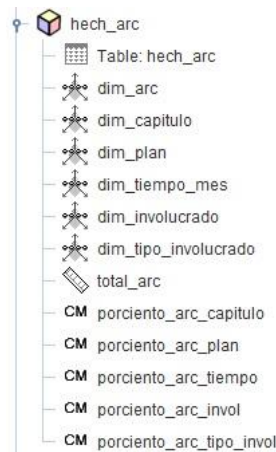 hech_arc
Table: hech_arc
dim_arc
dim_capitulo
dim_plan
dim_tiempo_mes
dim_involucrado
dim_tipo_involucrado
total_arc
CM porciento_arc_capitulo
CM porciento_arc_plan
CM porciento_arc_tiempo
CM porciento_arc_invol
CM porciento_arc_tipo_invol